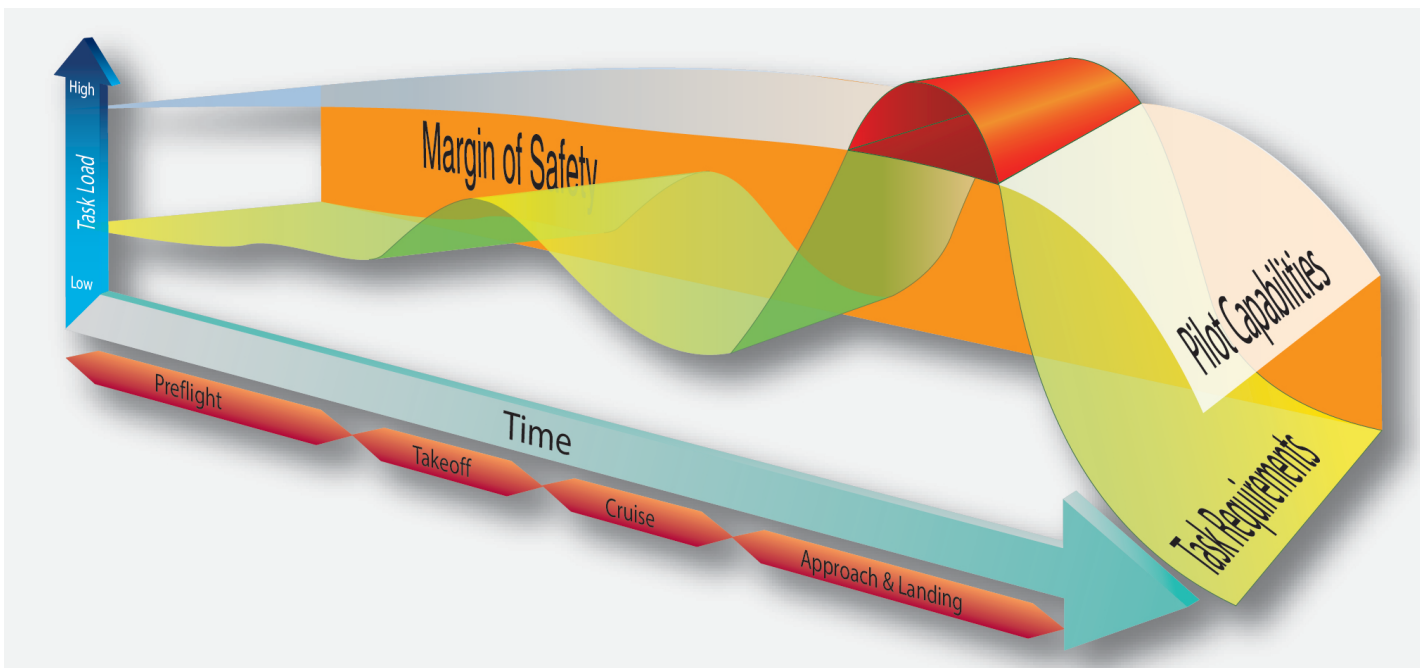 High
Task Load
Low
Margin of Safety
Pilot Capabilities
Task Requirements
Time
Preflight
Takeoff
Cruise
Approach & Landing